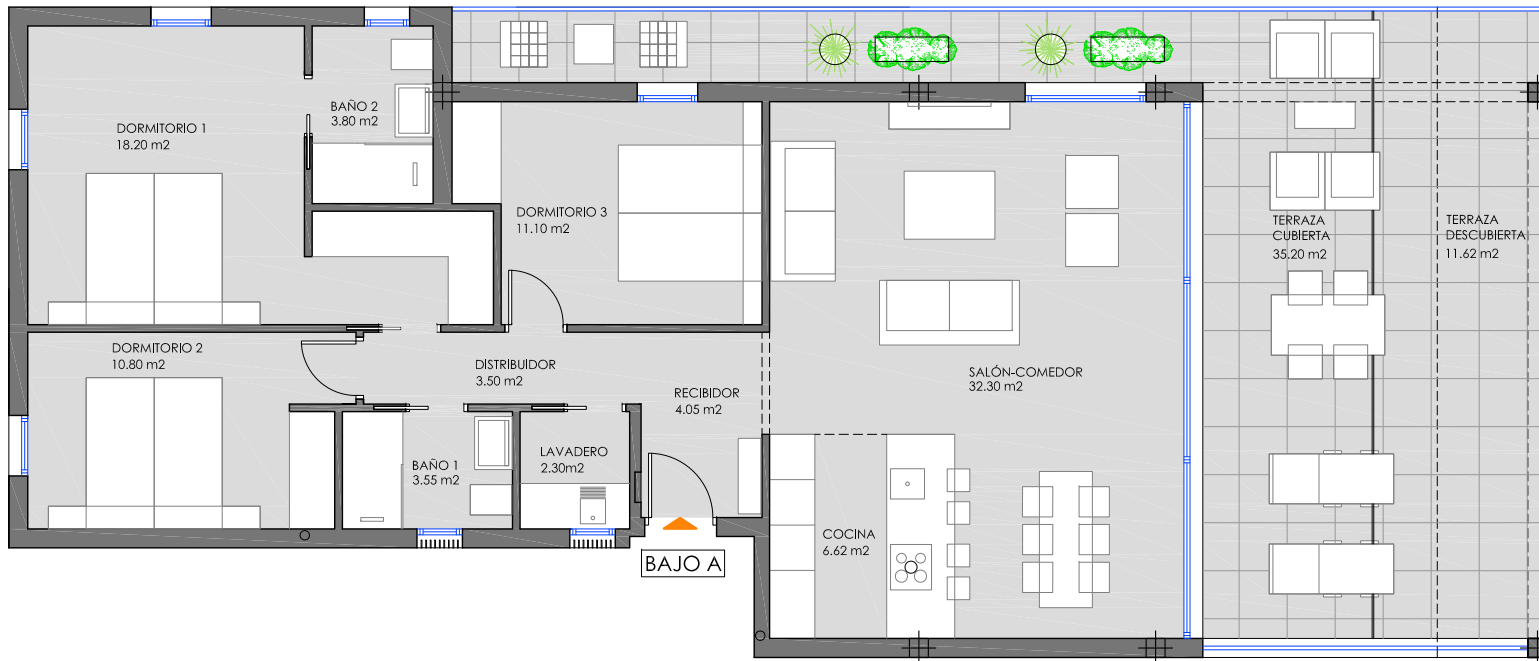 BAÑO 2
3.80 m2
DORMITORIO 1
18.20 m2
DORMITORIO 3
11.10 m2
TERRAZA
CUBIERTA
35.20 m2
TERRAZA
DESCUBIERTA
11.62 m2
DORMITORIO 2
10.80 m2
DISTRIBUIDOR
3.50 m2
RECIBIDOR
4.05 m2
SALÓN-COMEDOR
32.30 m2
BAÑO 1
3.55 m2
LAVADERO
2.30m2
COCINA
6.62 m2
BAJO A